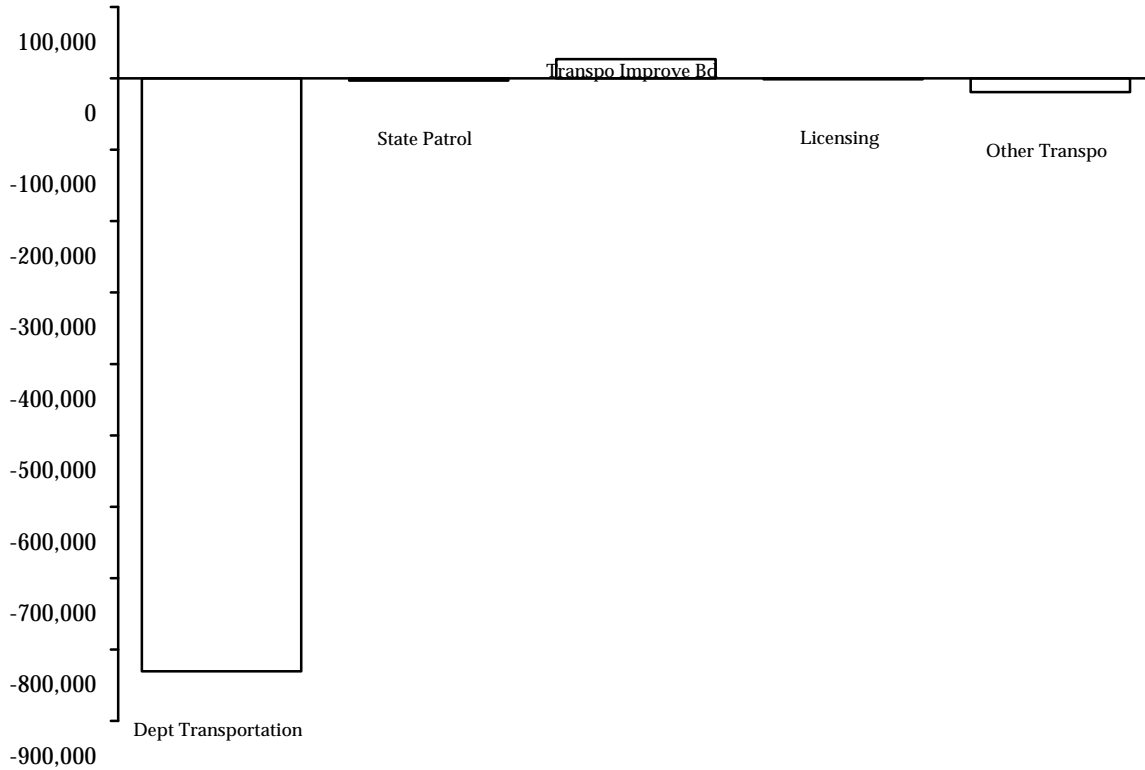 100,000
Transpo Improve Bd
0
State Patrol
Licensing
Other Transpo
-100,000
-200,000
-300,000
-400,000
-500,000
-600,000
-700,000
-800,000
Dept Transportation
-900,000